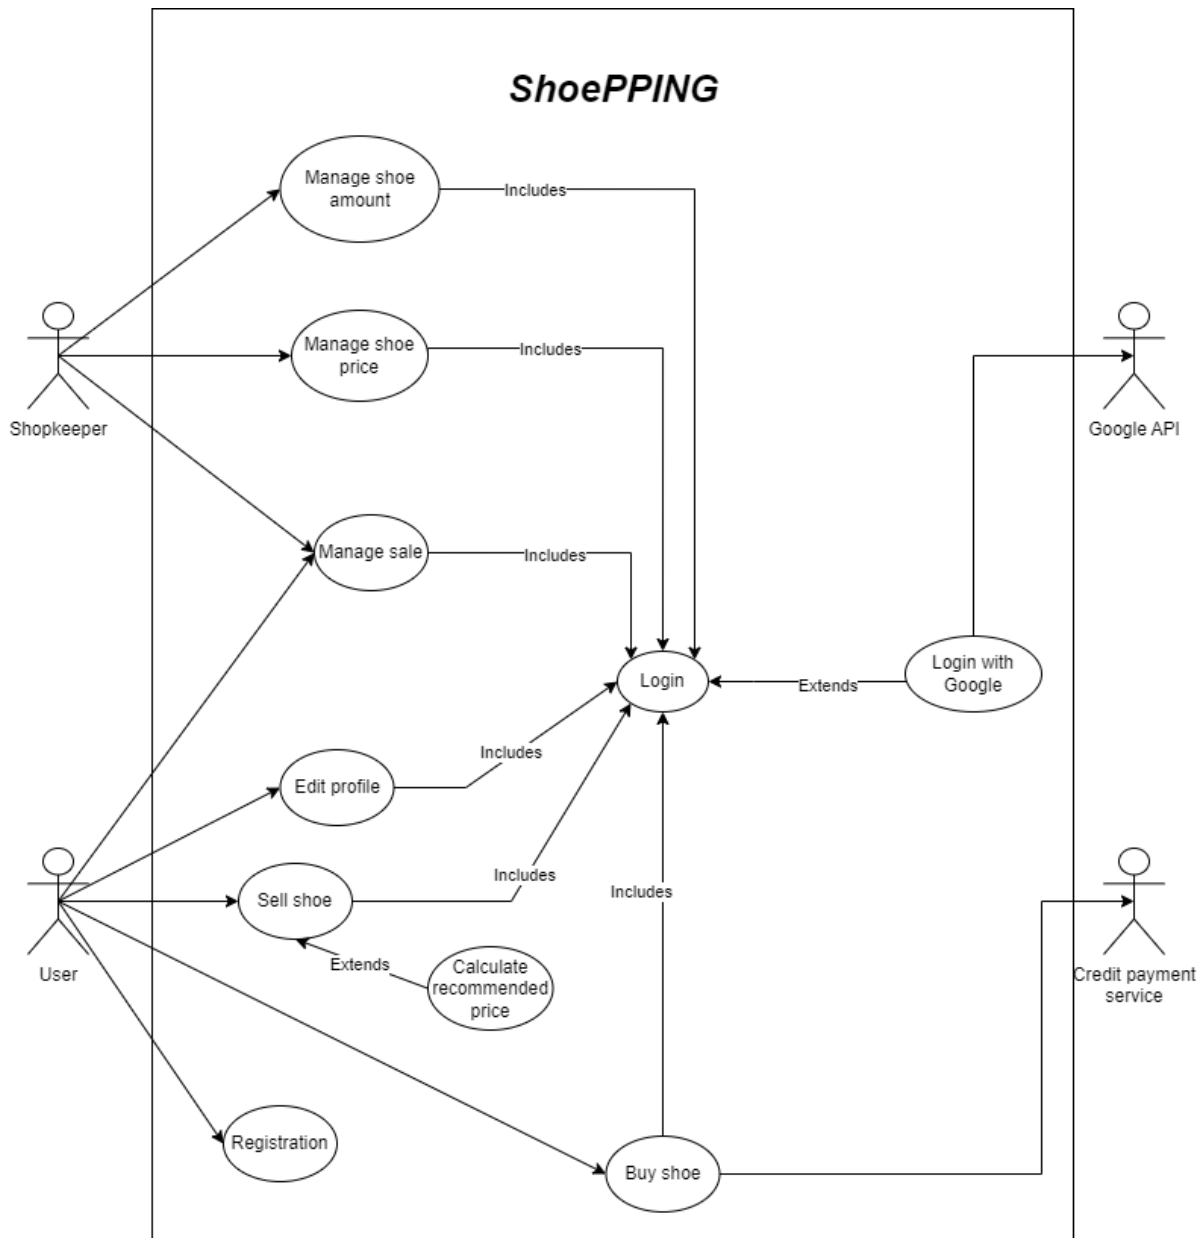 ShoePPING
Manage shoe
amount
Includes
Manage shoe
price
Includes
Shopkeeper
Google API
Manage sale
Includes
Login
Extends
Login with
Google
Edit profile
Includes
Sell shoe
Includes
Includes
Extends
Calculate
recommended
price
User
Credit payment
service
Registration
Buy shoe